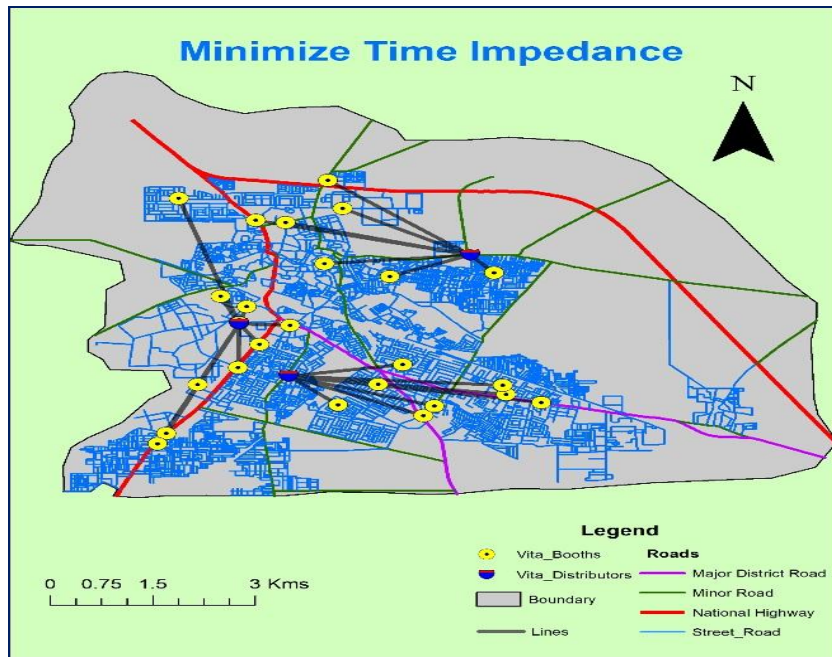 Minimize Time Impedance
N
Legend
Vita_Booths
Vita_Distributors
Boundary
Lines
Roads
Major District Road
Minor Road
National Highway
Street_Road
0 0.75 1.5 3 Kms